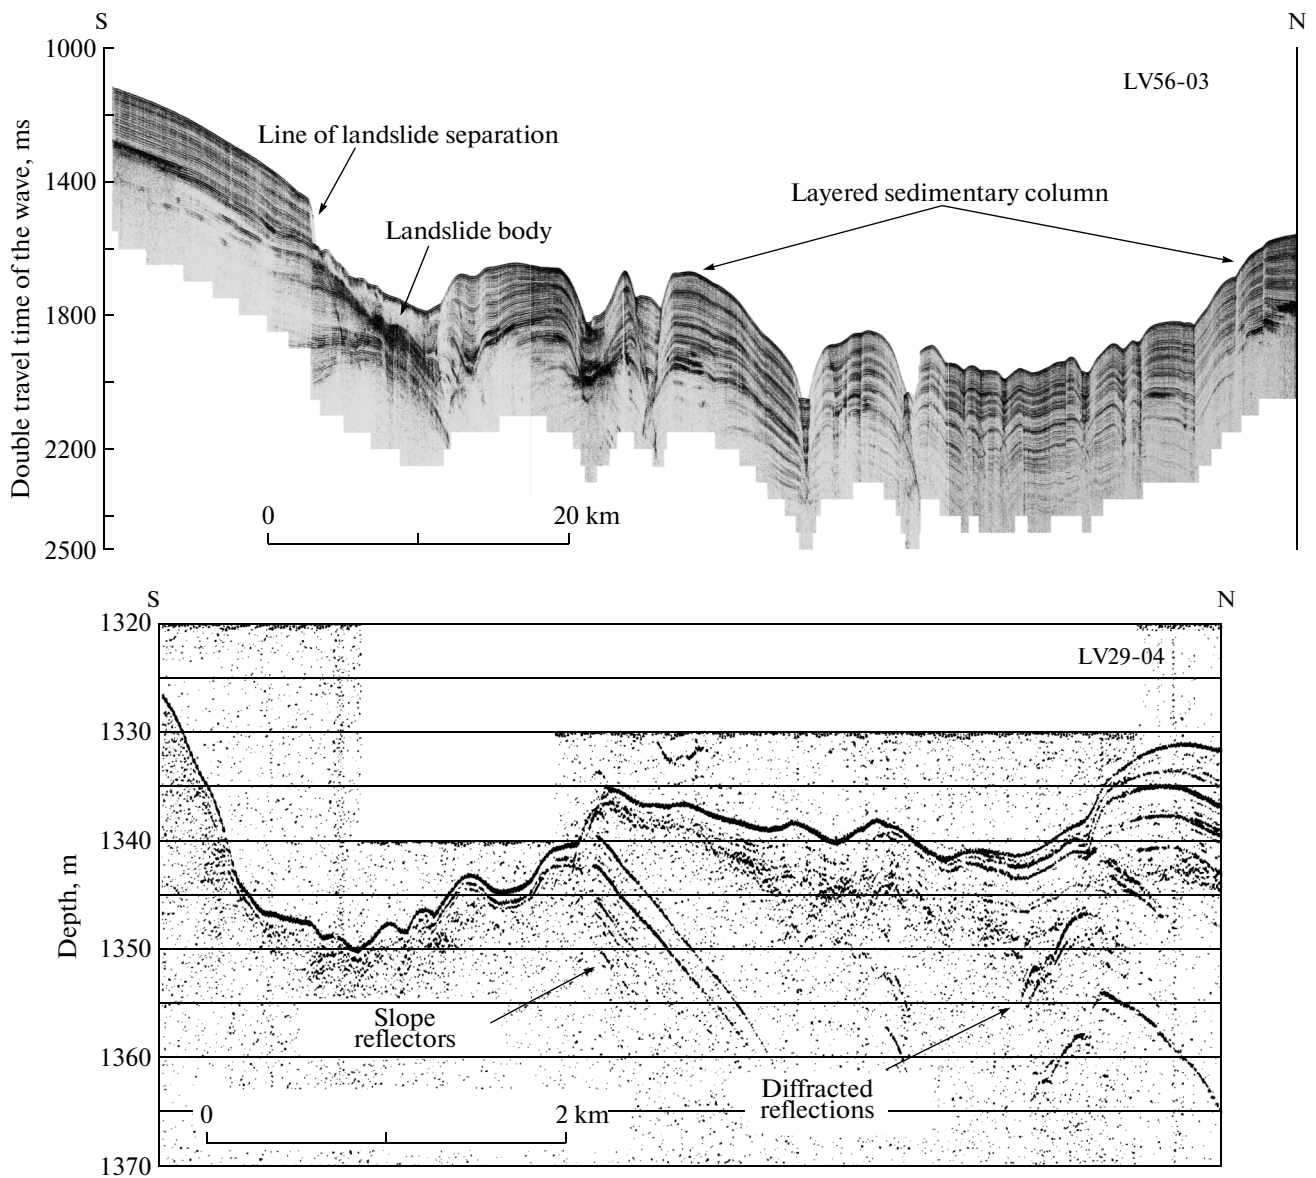 S
N
1000
LV56-03
Line of landslide separation
1400
Layered sedimentary column
Landslide body
1800
2200
0
20 km
2500
Double travel time of the wave, ms
S
N
1320
LV29-04
1330
1340
1350
Slope
reflectors
1360
Diffracted
reflections
0
2 km
1370
Depth, m